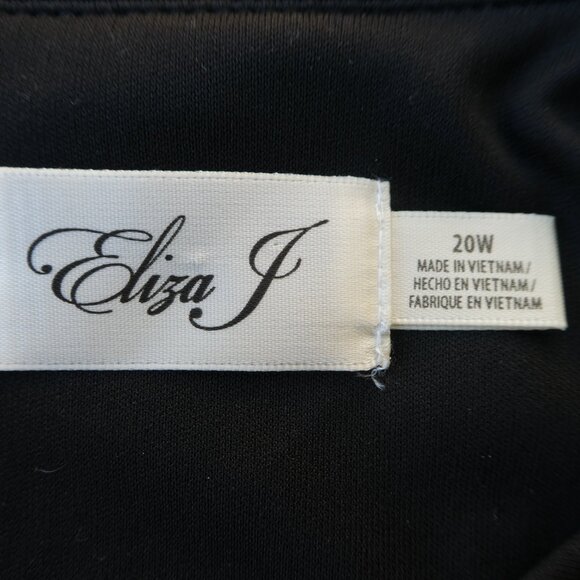 Eliza J
20W
MADE IN VIETNAM/
HECHO EN VIETNAM/
FABRIQUE EN VIETNAM